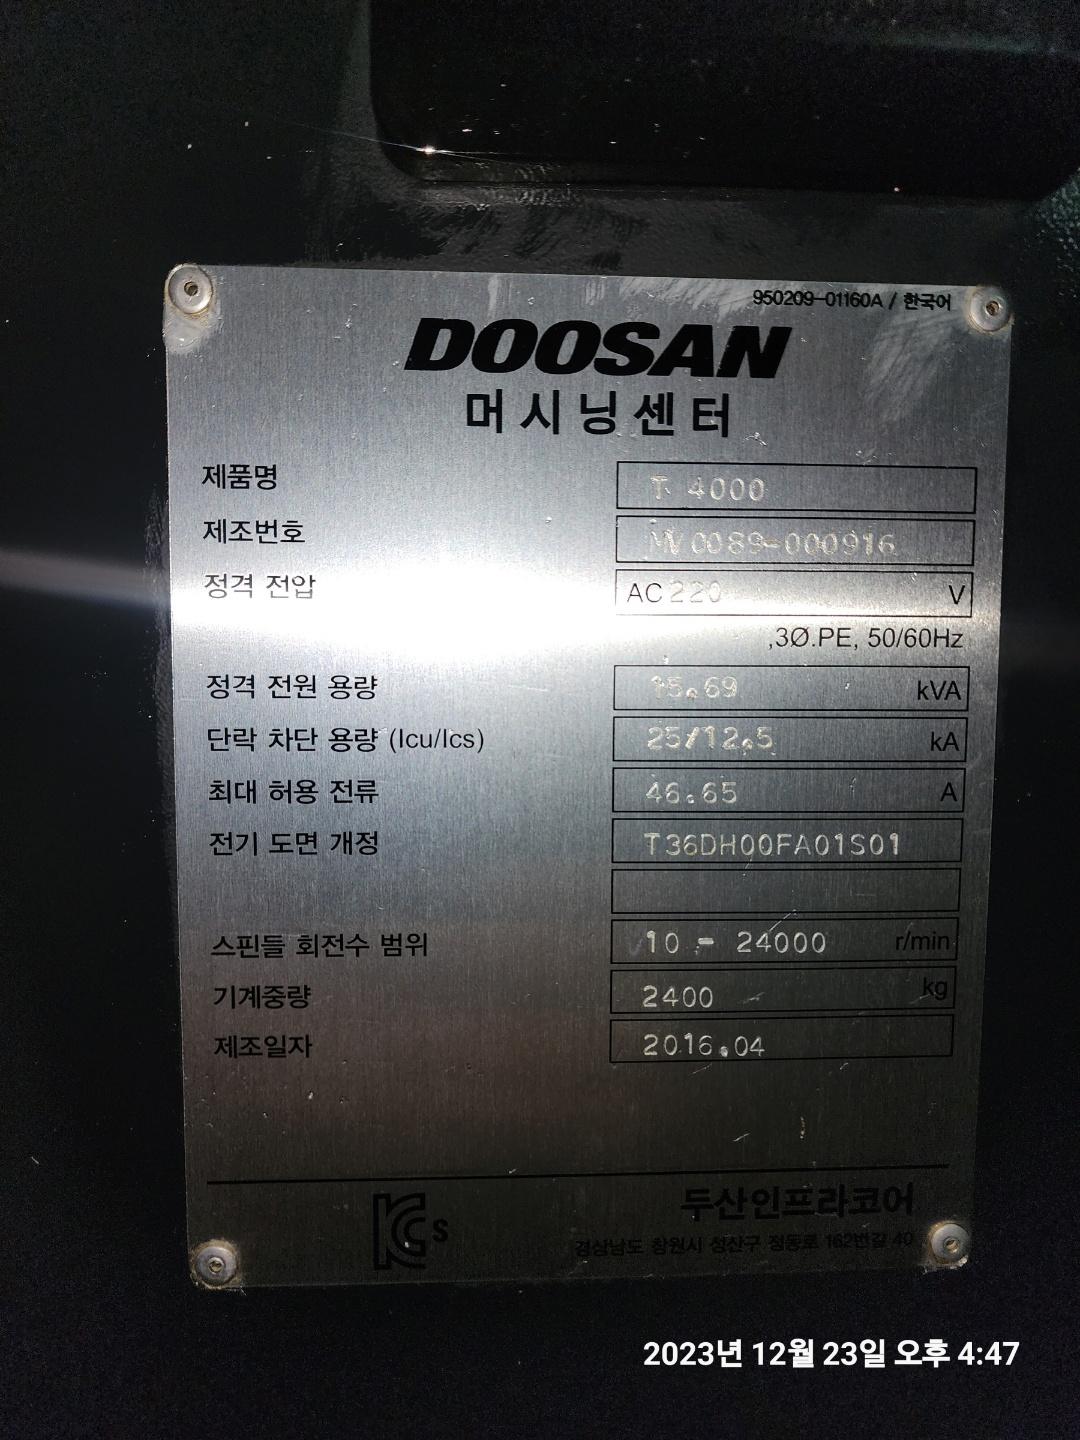 950209-01160A / 한국어
DOOSAN
머시닝센터
제품명 T 4000
제조번호 MV0089-000916
정격 전압 AC 220 V
,3Ø.PE, 50/60Hz
정격 전원 용량 15.69 kVA
단락 차단 용량 (Icu/Ics) 25/12.5 kA
최대 허용 전류 46.65 A
전기 도면 개정 T36DH00FA01S01
스핀들 회전수 범위 10 - 24000 r/min
기계중량 2400 kg
제조일자 2016.04
두산인프라코어
KCs
경상남도 창원시 성산구 정동로 162번길 40
2023년 12월 23일 오후 4:47